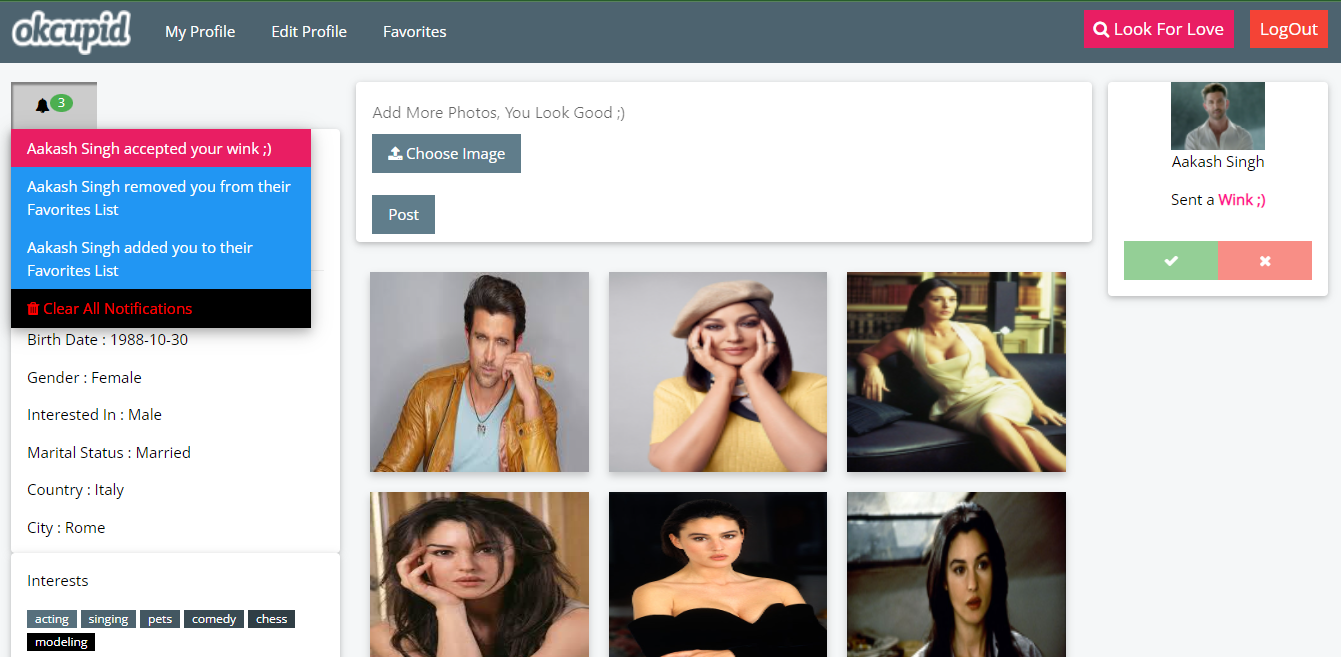 okcupid
My Profile
Edit Profile
Favorites
Look For Love
LogOut
3
Aakash Singh accepted your wink ;)
Aakash Singh removed you from their
Favorites List
Aakash Singh added you to their
Favorites List
Clear All Notifications
Birth Date : 1988-10-30
Gender : Female
Interested In : Male
Marital Status : Married
Country : Italy
City : Rome
Interests
acting singing pets comedy chess
modeling
Add More Photos, You Look Good ;)
Choose Image
Post
Aakash Singh
Sent a Wink ;)